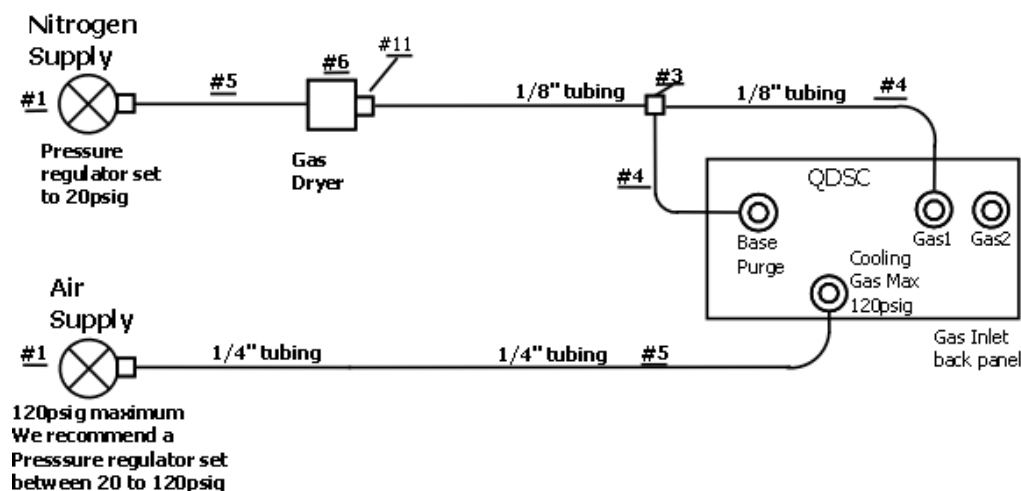 Nitrogen
Supply
#1
#5
#6
#11
1/8" tubing
#3
1/8" tubing
#4
Pressure
regulator set
to 20psig
Gas
Dryer
#4
QDSC
Base
Purge
Gas1
Gas2
Cooling
Gas Max
120psig
Gas Inlet
back panel
Air
Supply
#1
1/4" tubing
1/4" tubing
#5
120psig maximum
We recommend a
Presssure regulator set
between 20 to 120psig